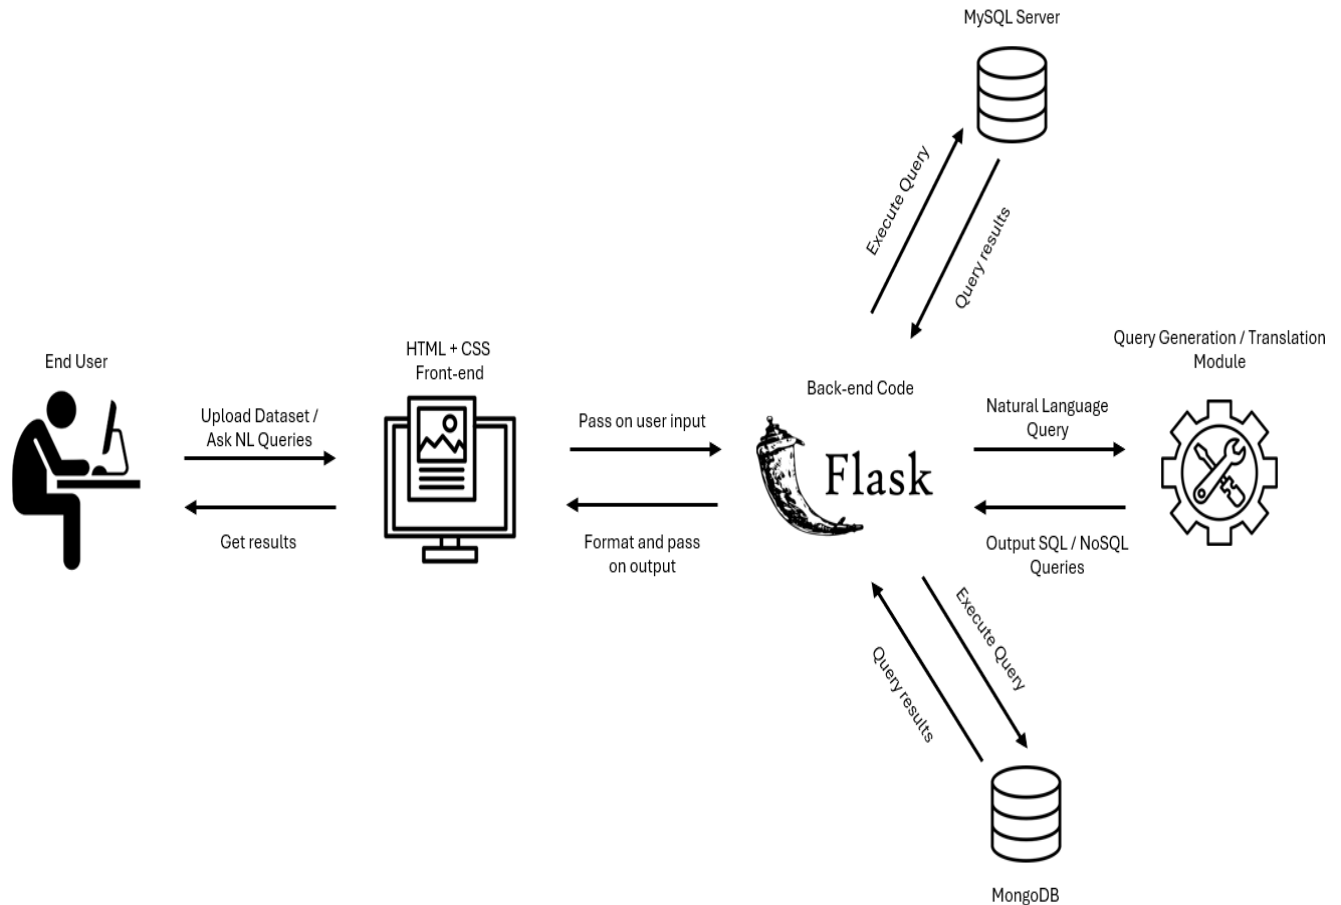 MySQL Server
Execute Query
Query results
End User
Upload Dataset /
Ask NL Queries
Get results
HTML + CSS
Front-end
Pass on user input
Format and pass
on output
Back-end Code
Flask
Natural Language
Query
Output SQL / NoSQL
Queries
Query Generation / Translation
Module
Execute Query
Query results
MongoDB